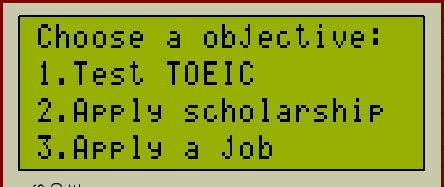 Choose a objective:
1.Test TOEIC
2.Apply scholarship
3.Apply a Job